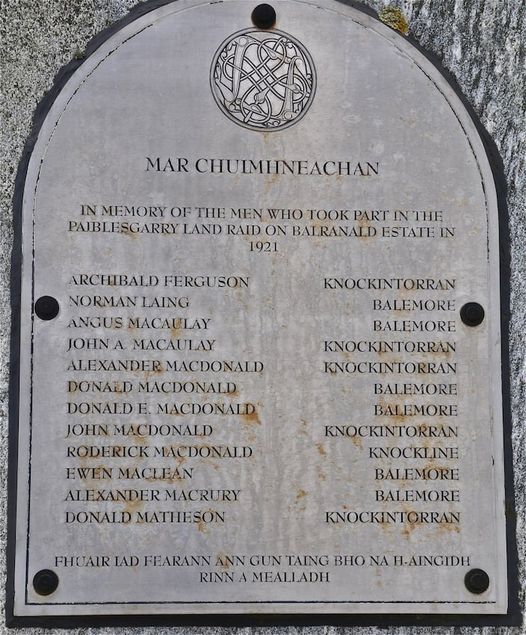 MAR CHUIMHNEACHAN
IN MEMORY OF THE MEN WHO TOOK PART IN THE
PAIBLESGARRY LAND RAID ON BALRANALD ESTATE IN
1921
ARCHIBALD FERGUSON KNOCKINTORRAN
NORMAN LAING BALEMORE
ANGUS MACAULAY BALEMORE
JOHN A. MACAULAY KNOCKINTORRAN
ALEXANDER MACDONALD KNOCKINTORRAN
DONALD MACDONALD BALEMORE
DONALD E. MACDONALD BALEMORE
JOHN MACDONALD KNOCKINTORRAN
RODERICK MACDONALD KNOCKLINE
EWEN MACLEAN BALEMORE
ALEXANDER MACRURY BALEMORE
DONALD MATHESON KNOCKINTORRAN
FHUAIR IAD FEARANN ANN GUN TAING BHO NA H-AINGIDH
RINN A MEALLADH